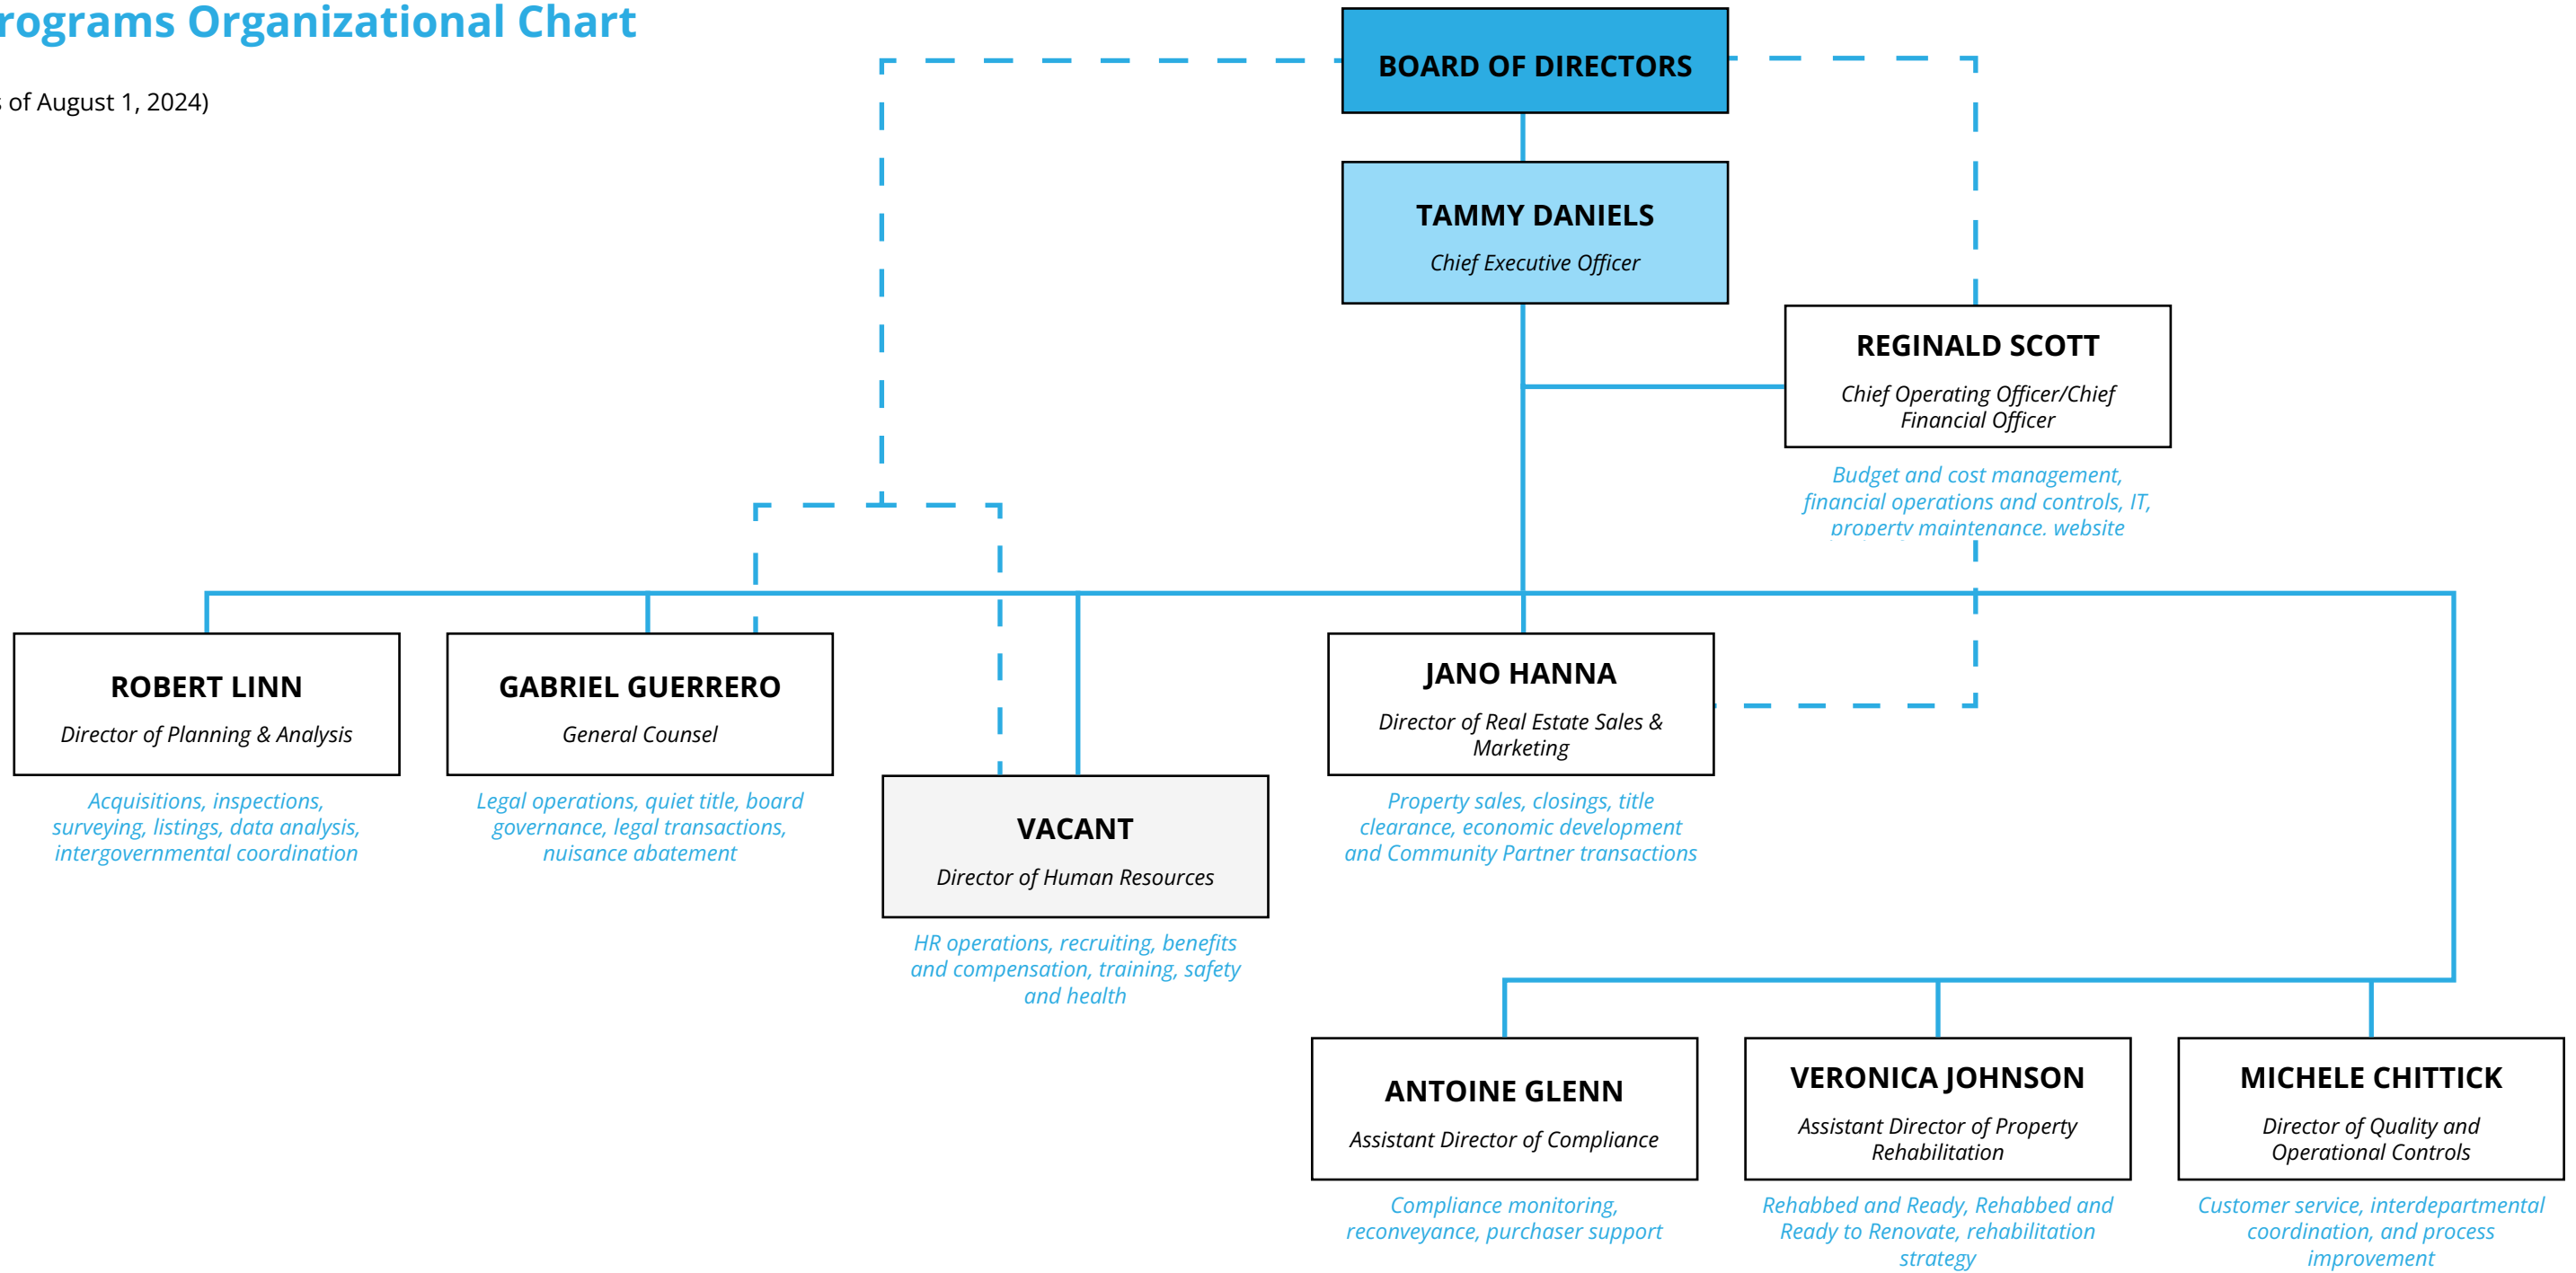 rograms Organizational Chart
s of August 1, 2024)
BOARD OF DIRECTORS
TAMMY DANIELS
Chief Executive Officer
REGINALD SCOTT
Chief Operating Officer/Chief
Financial Officer
Budget and cost management,
financial operations and controls, IT,
property maintenance, website
ROBERT LINN
Director of Planning & Analysis
Acquisitions, inspections,
surveying, listings, data analysis,
intergovernmental coordination
GABRIEL GUERRERO
General Counsel
Legal operations, quiet title, board
governance, legal transactions,
nuisance abatement
VACANT
Director of Human Resources
HR operations, recruiting, benefits
and compensation, training, safety
and health
JANO HANNA
Director of Real Estate Sales &
Marketing
Property sales, closings, title
clearance, economic development
and Community Partner transactions
ANTOINE GLENN
Assistant Director of Compliance
Compliance monitoring,
reconveyance, purchaser support
VERONICA JOHNSON
Assistant Director of Property
Rehabilitation
Rehabbed and Ready, Rehabbed and
Ready to Renovate, rehabilitation
strategy
MICHELE CHITTICK
Director of Quality and
Operational Controls
Customer service, interdepartmental
coordination, and process
improvement